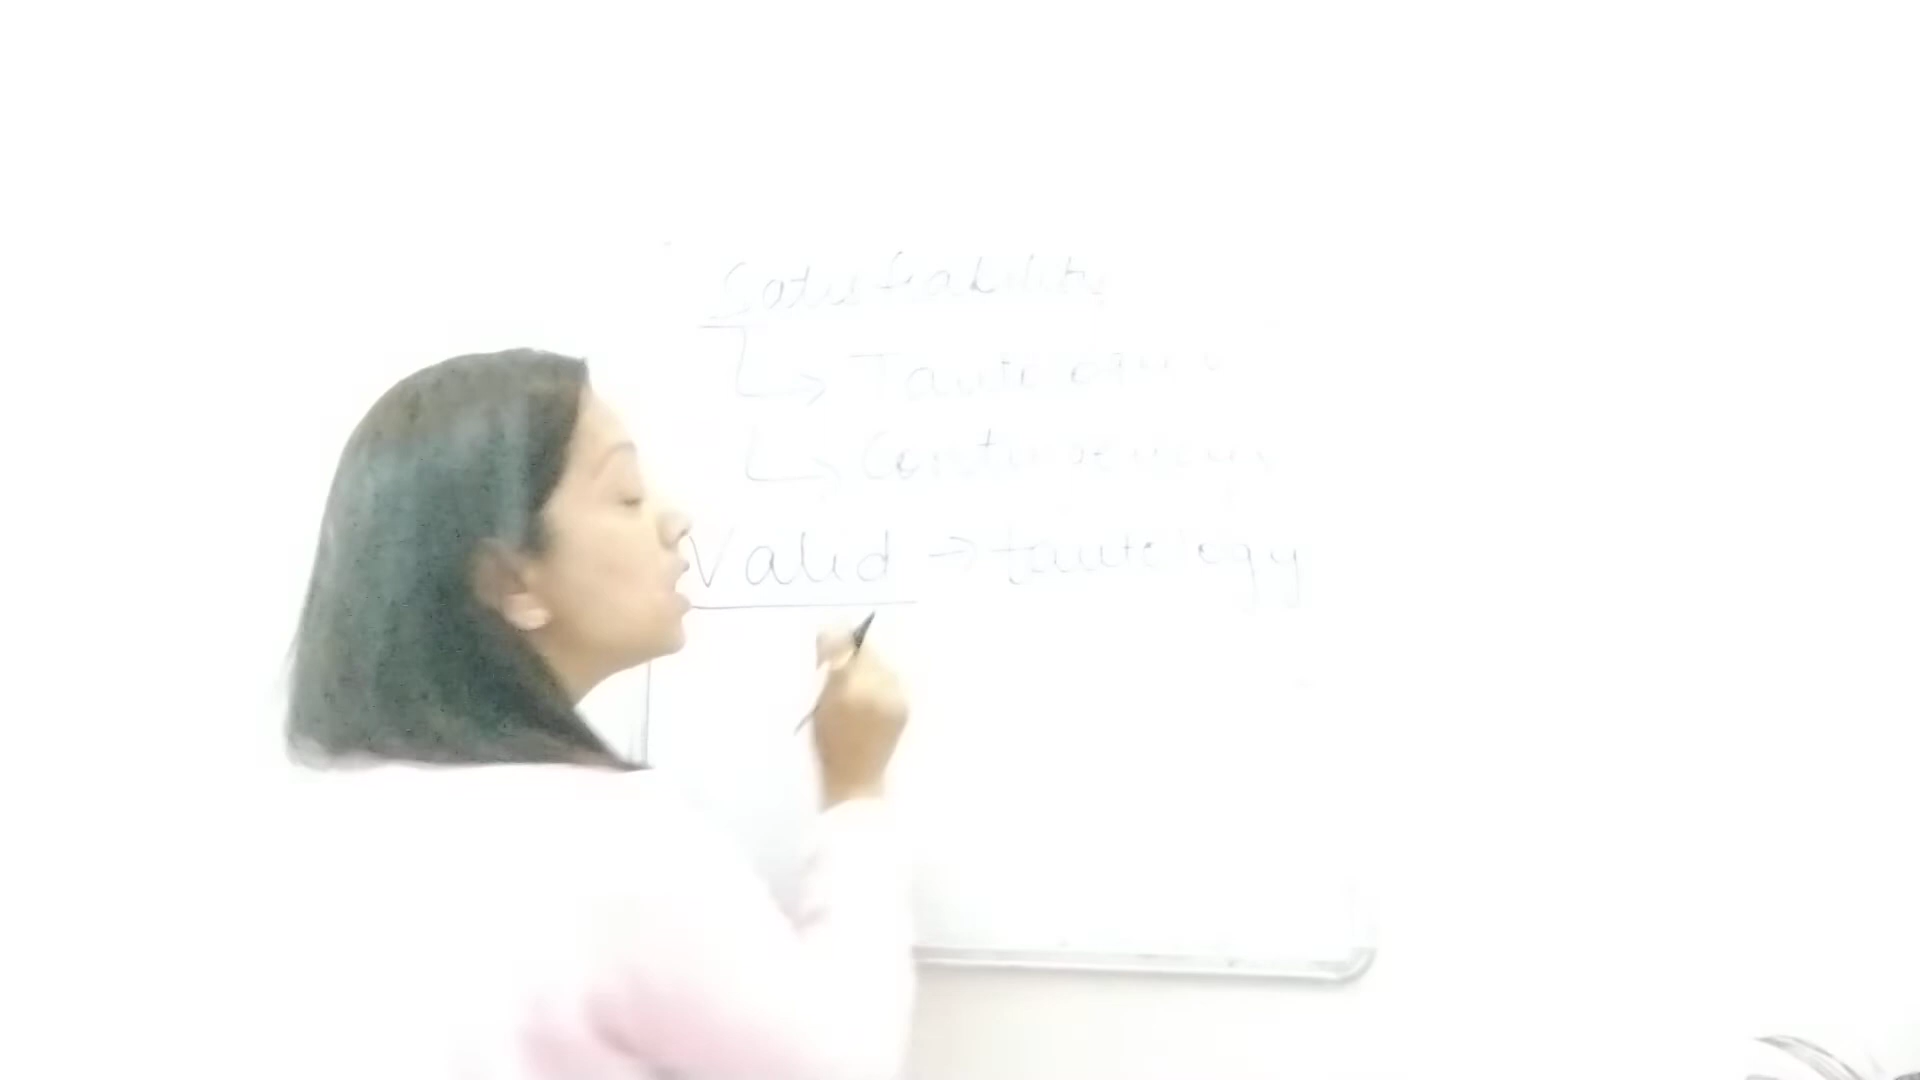 Satisfiability
↳ Tautology
↳ Contingency
Valid → tautology